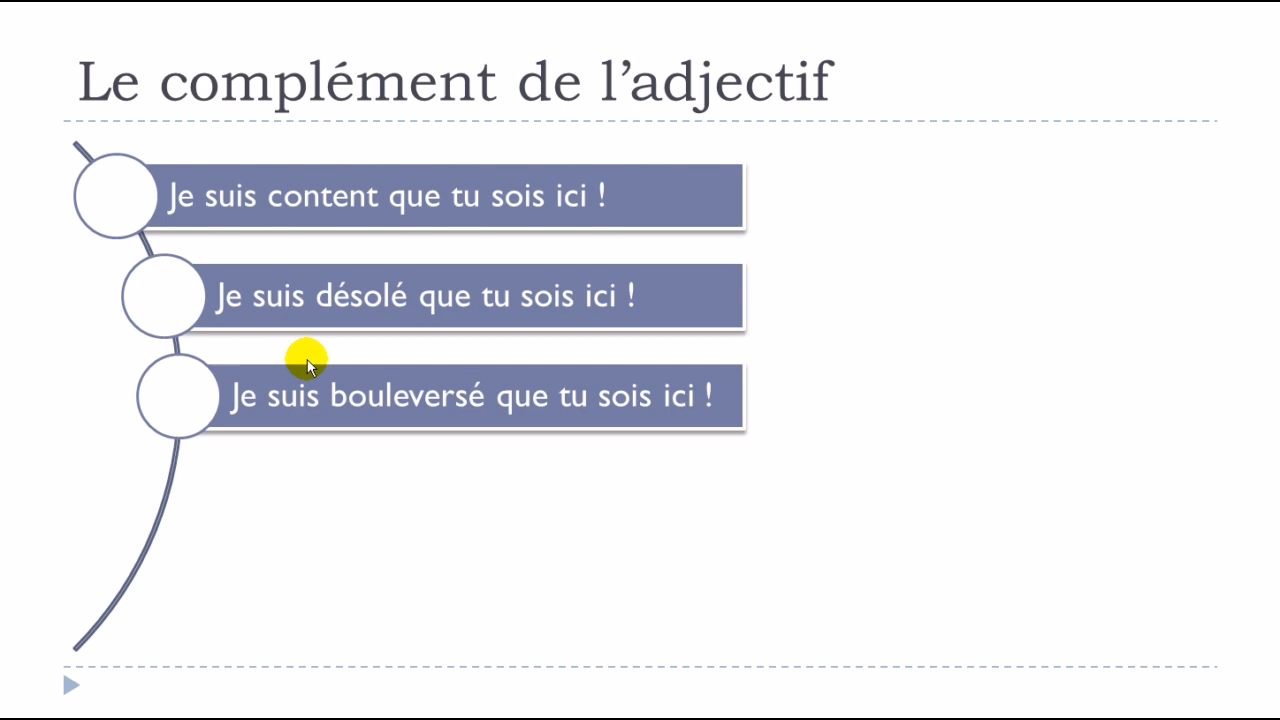 Le complément de l’adjectif
Je suis content que tu sois ici !
Je suis désolé que tu sois ici !
Je suis bouleversé que tu sois ici !